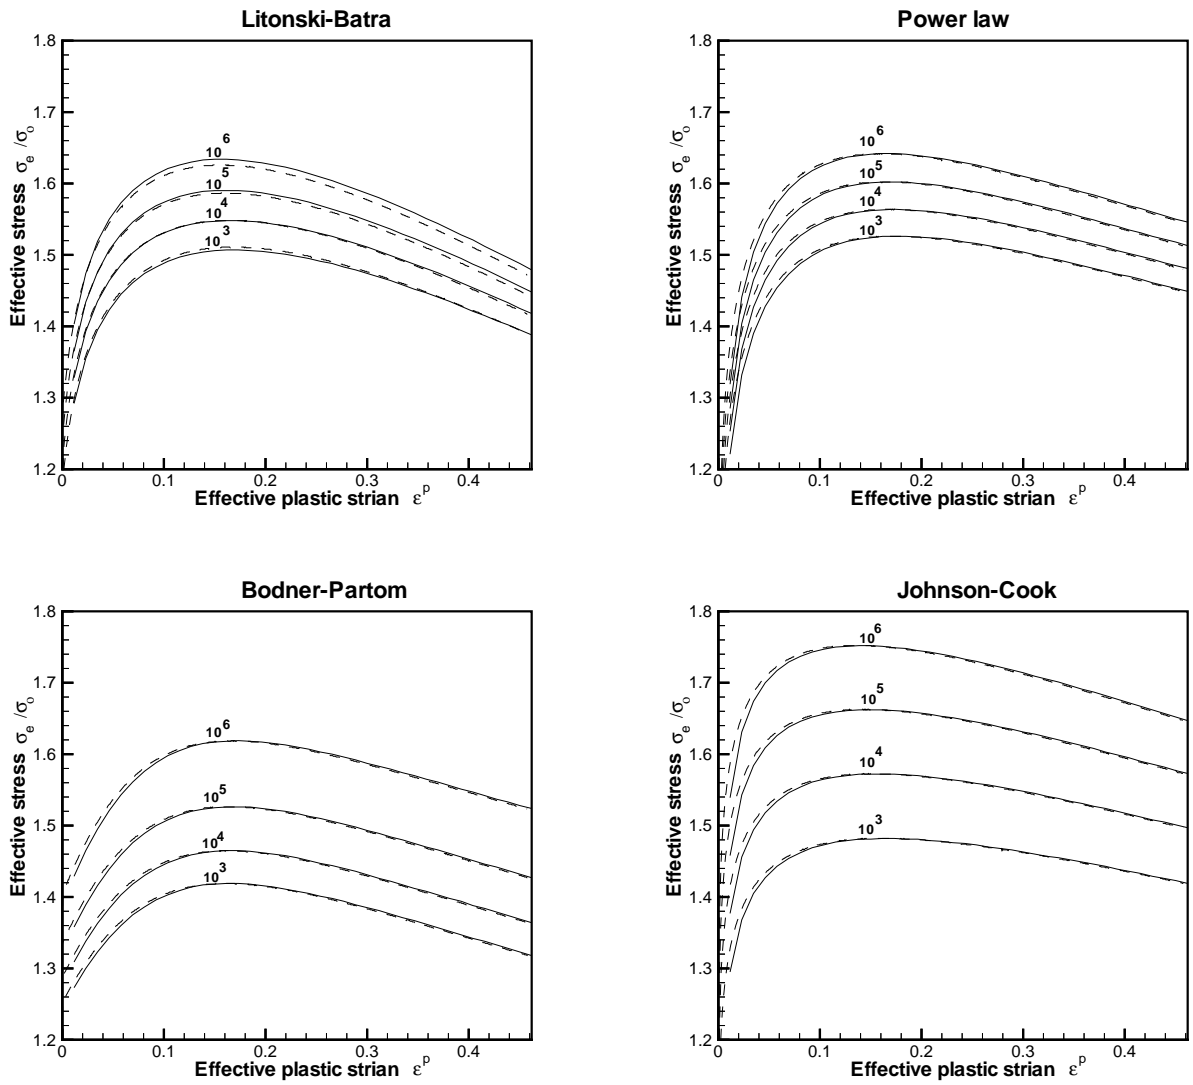 Litonski-Batra
1.8
1.7
1.6
1.5
1.4
1.3
1.2
Effective stress σe /σo
10^6
10^5
10^4
10^3
0 0.1 0.2 0.3 0.4
Effective plastic strian ε^p
Power law
1.8
1.7
1.6
1.5
1.4
1.3
1.2
Effective stress σe /σo
10^6
10^5
10^4
10^3
0 0.1 0.2 0.3 0.4
Effective plastic strian ε^p
Bodner-Partom
1.8
1.7
1.6
1.5
1.4
1.3
1.2
Effective stress σe /σo
10^6
10^5
10^4
10^3
0 0.1 0.2 0.3 0.4
Effective plastic strian ε^p
Johnson-Cook
1.8
1.7
1.6
1.5
1.4
1.3
1.2
Effective stress σe /σo
10^6
10^5
10^4
10^3
0 0.1 0.2 0.3 0.4
Effective plastic strian ε^p